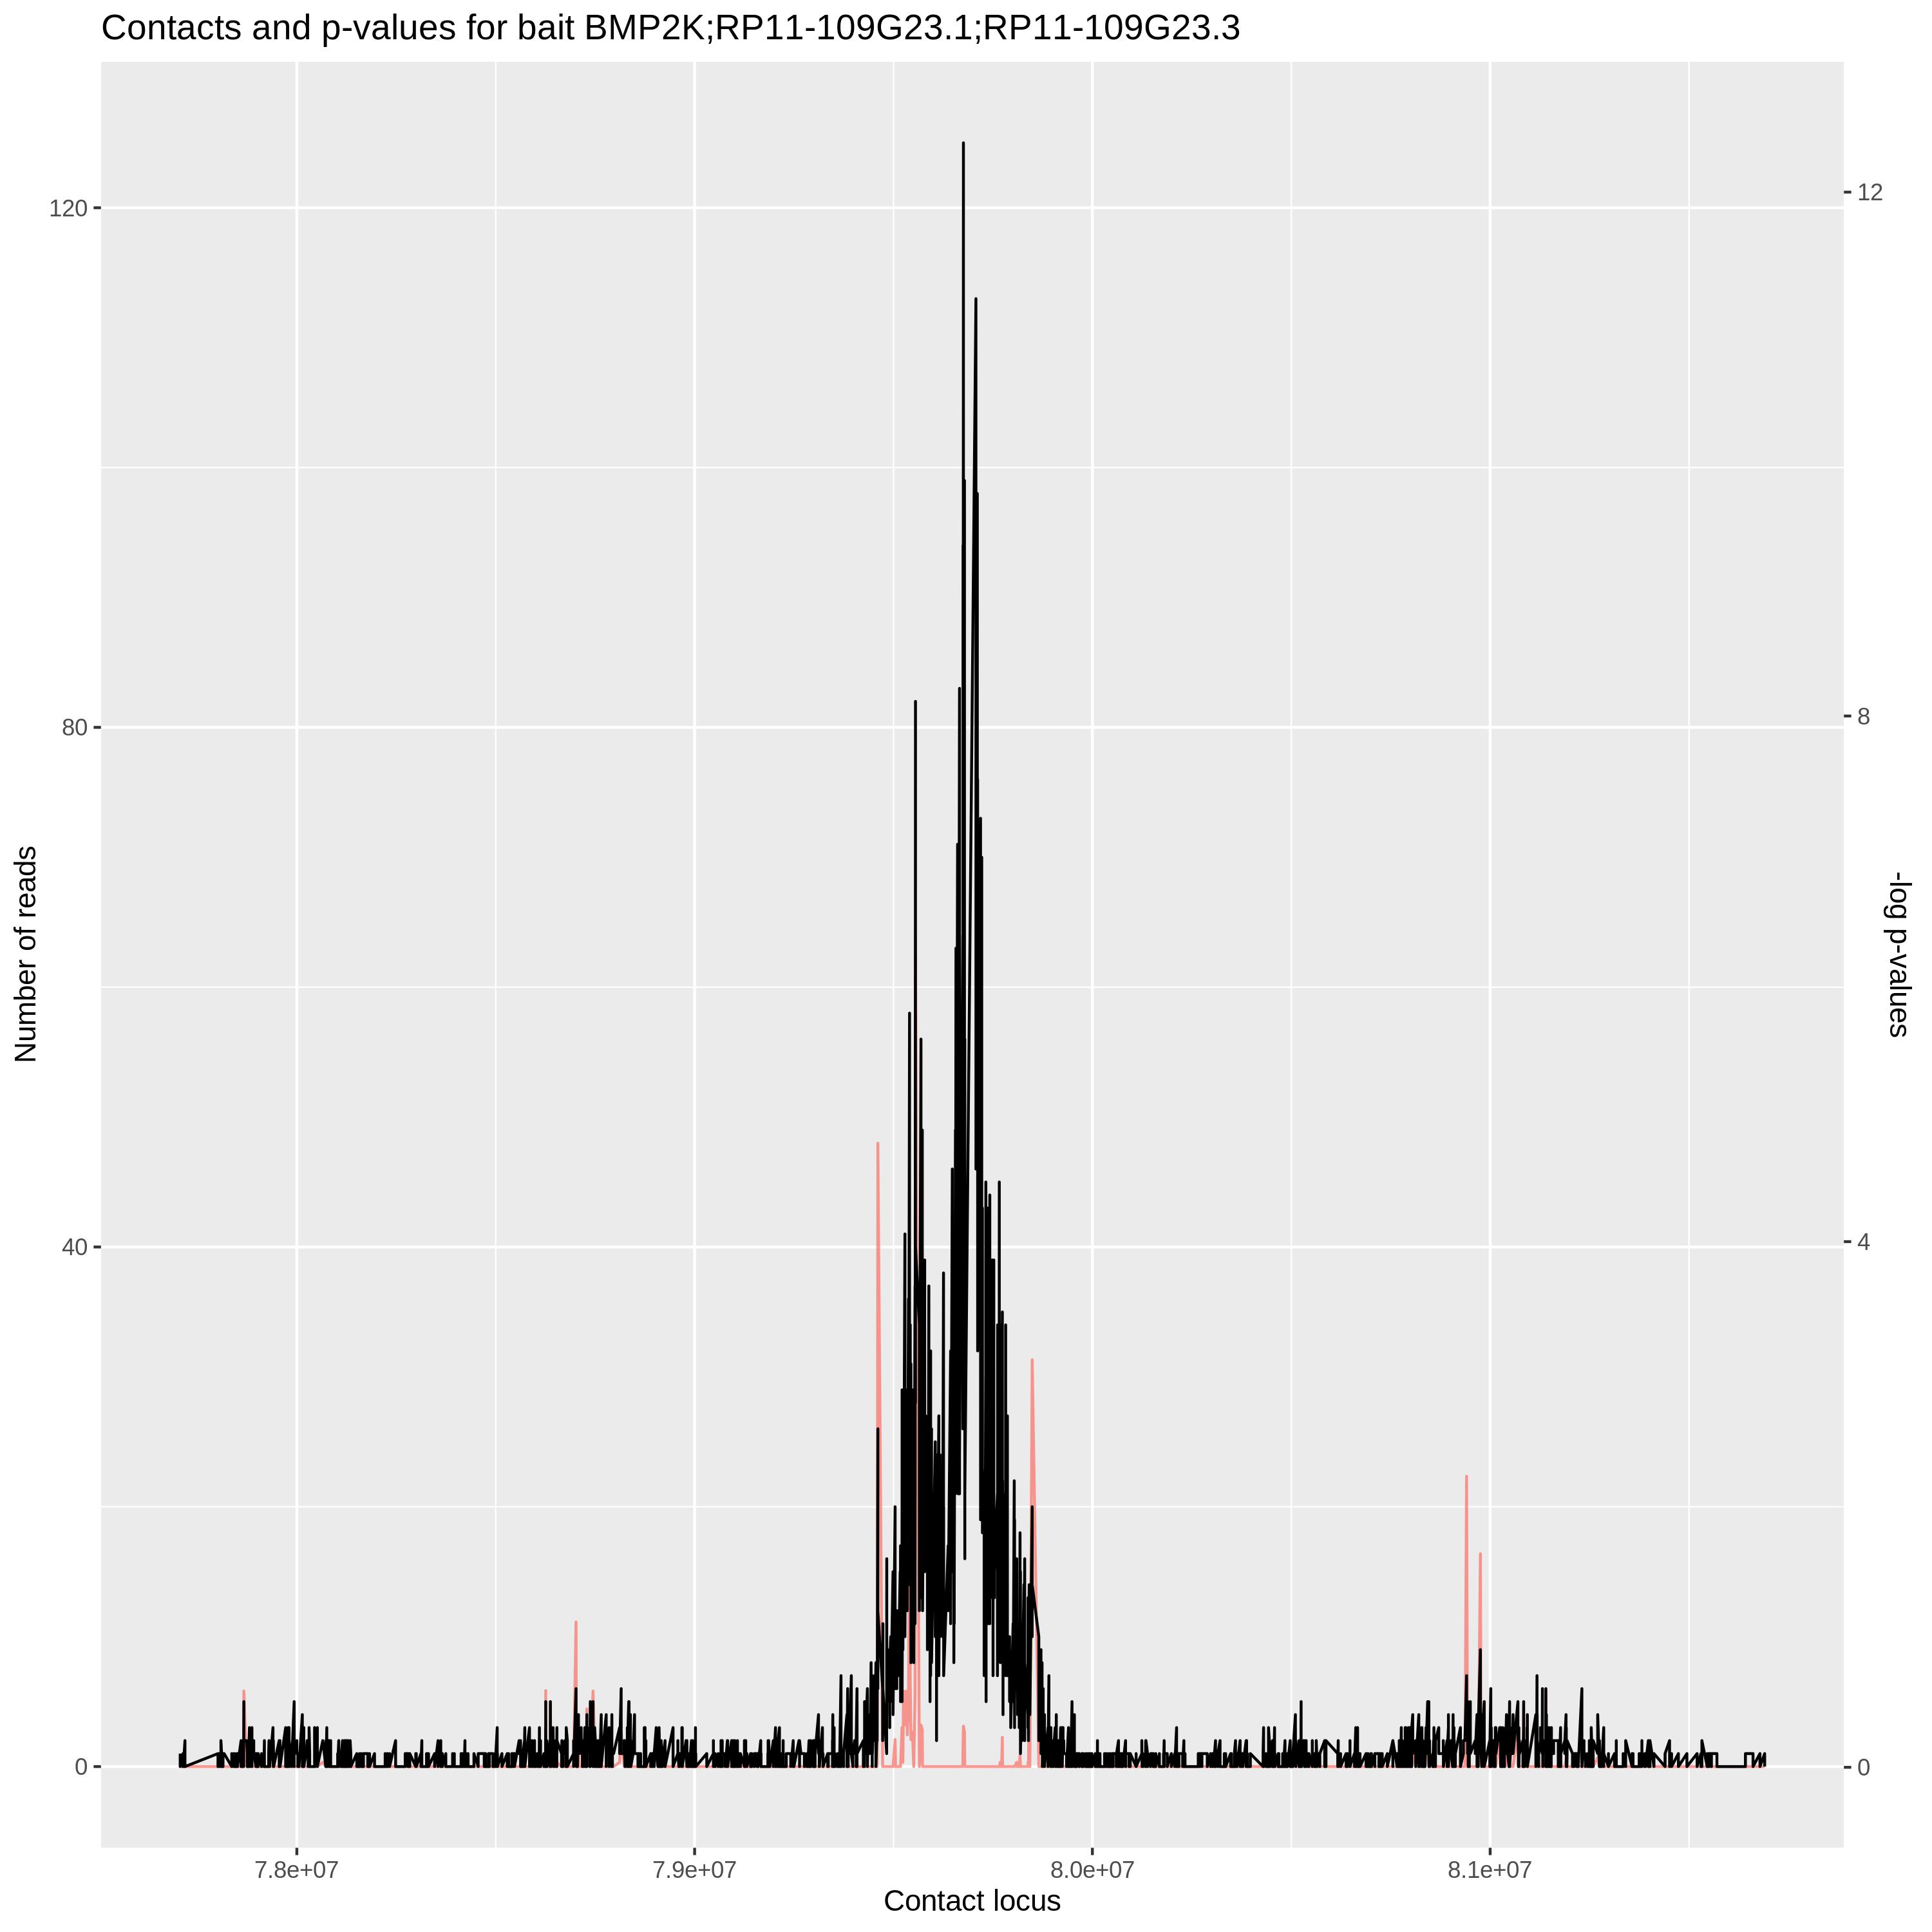 Contacts and p-values for bait BMP2K;RP11-109G23.1;RP11-109G23.3
120
80
40
0
12
8
4
0
Number of reads
-log p-values
7.8e+07
7.9e+07
8.0e+07
8.1e+07
Contact locus